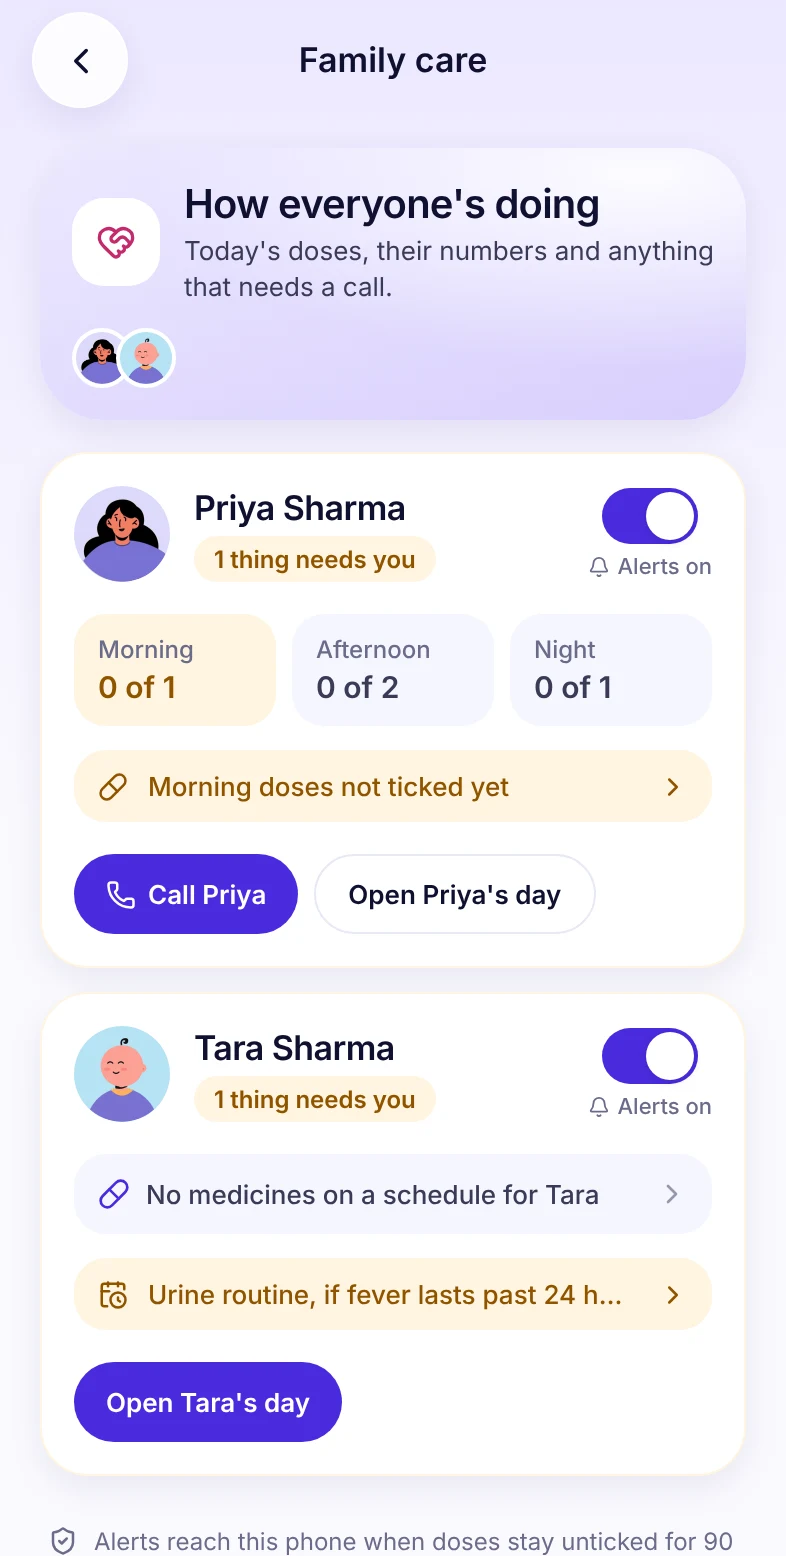 Family care
How everyone's doing
Today's doses, their numbers and anything
that needs a call.
Priya Sharma
1 thing needs you
Alerts on
Morning
0 of 1
Afternoon
0 of 2
Night
0 of 1
Morning doses not ticked yet
Call Priya
Open Priya's day
Tara Sharma
1 thing needs you
Alerts on
No medicines on a schedule for Tara
Urine routine, if fever lasts past 24 h...
Open Tara's day
Alerts reach this phone when doses stay unticked for 90